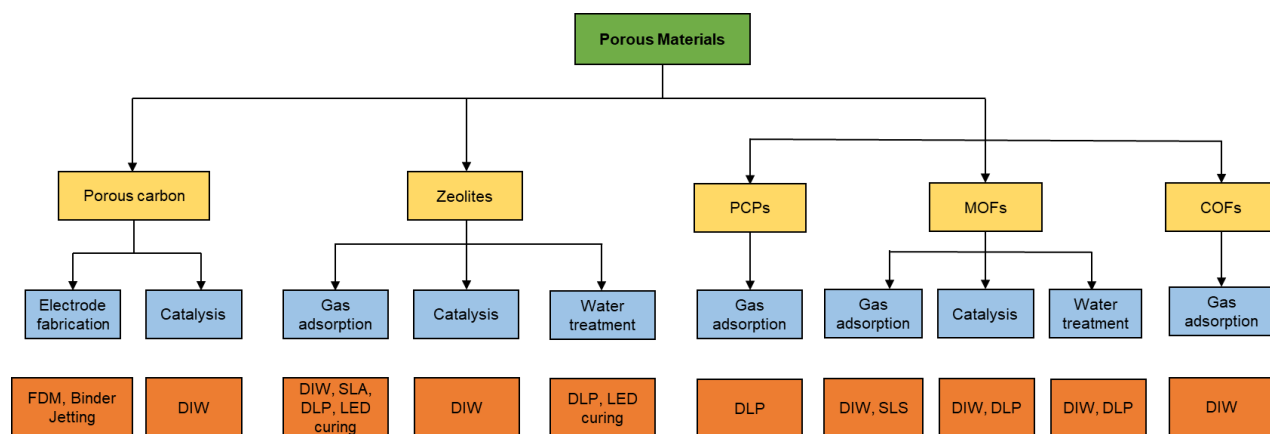 Porous Materials
Porous carbon
Zeolites
PCPs
MOFs
COFs
Electrode
fabrication
Catalysis
Gas
adsorption
Catalysis
Water
treatment
Gas
adsorption
Gas
adsorption
Catalysis
Water
treatment
Gas
adsorption
FDM, Binder
Jetting
DIW
DIW, SLA,
DLP, LED
curing
DIW
DLP, LED
curing
DLP
DIW, SLS
DIW, DLP
DIW, DLP
DIW